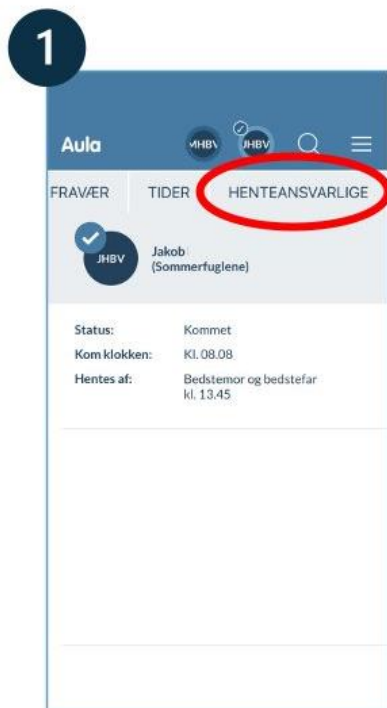 1
Aula MHBV JHBV
FRAVÆR TIDER HENTEANSVARLIGE
JHBV Jakob
(Sommerfuglene)
Status: Kommet
Kom klokken: Kl. 08.08
Hentes af: Bedstemor og bedstefar
kl. 13.45